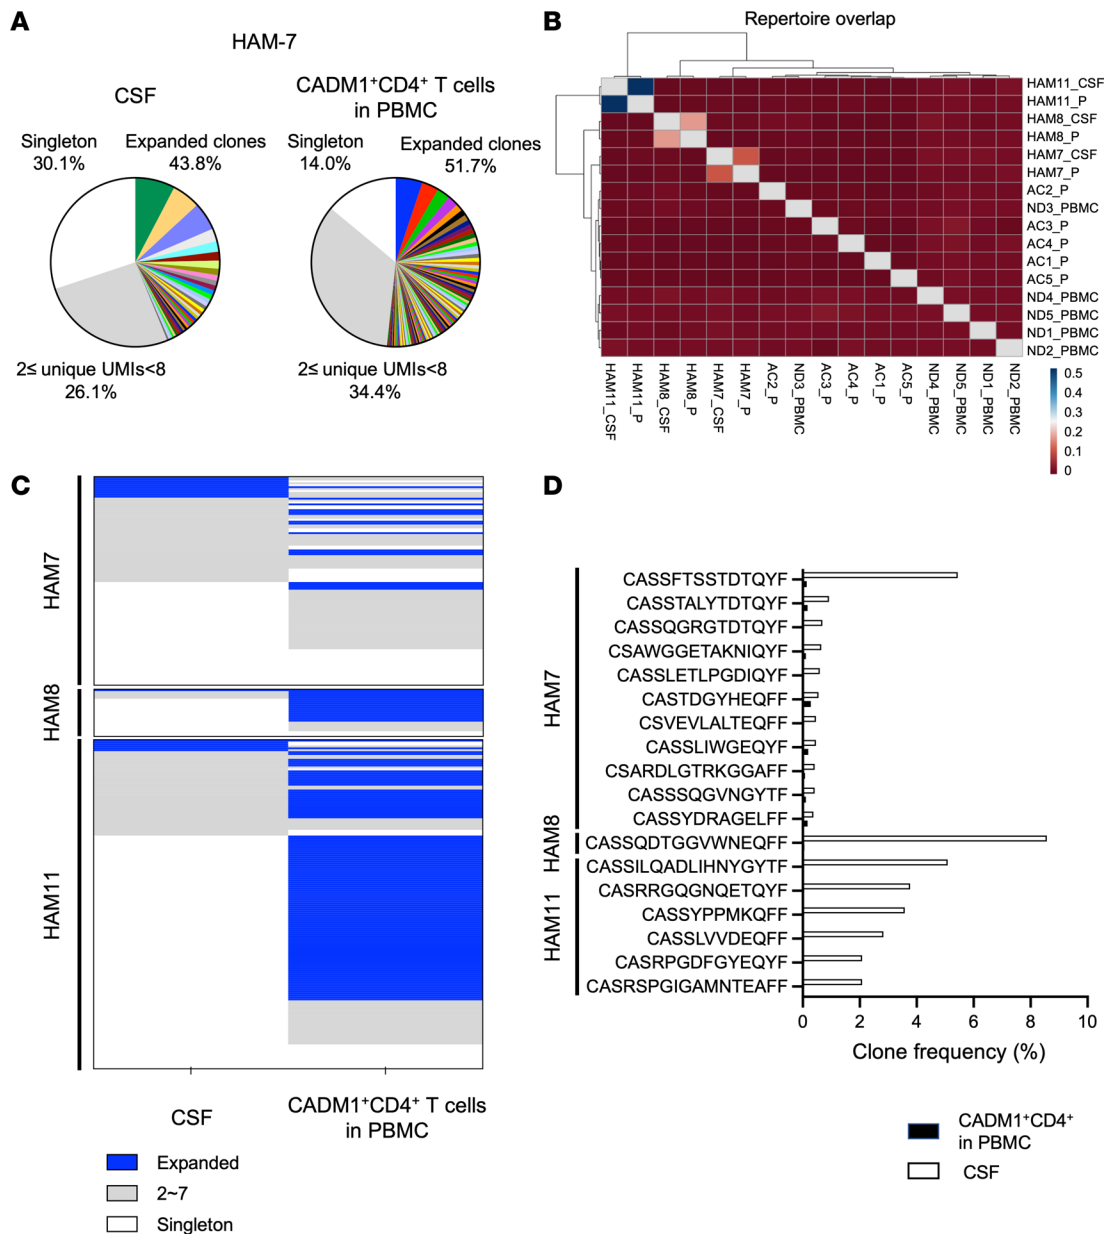 A
HAM-7
CSF
CADM1⁺CD4⁺ T cells
in PBMC
Singleton
30.1%
Expanded clones
43.8%
Singleton
14.0%
Expanded clones
51.7%
2≤ unique UMIs<8
26.1%
2≤ unique UMIs<8
34.4%
B
Repertoire overlap
HAM11_CSF
HAM11_P
HAM8_CSF
HAM8_P
HAM7_CSF
HAM7_P
AC2_P
ND3_PBMC
AC3_P
AC4_P
AC1_P
AC5_P
ND4_PBMC
ND5_PBMC
ND1_PBMC
ND2_PBMC
HAM11_CSF
HAM11_P
HAM8_CSF
HAM8_P
HAM7_CSF
HAM7_P
AC2_P
ND3_PBMC
AC3_P
AC4_P
AC1_P
AC5_P
ND4_PBMC
ND5_PBMC
ND1_PBMC
ND2_PBMC
0.5
0.4
0.3
0.2
0.1
0
C
HAM7
HAM8
HAM11
CSF
CADM1⁺CD4⁺ T cells
in PBMC
Expanded
2~7
Singleton
D
HAM7
HAM8
HAM11
CASSFTSSTDTQYF
CASSTALYTDTQYF
CASSQGRGTDTQYF
CSAWGGETAKNIQYF
CASSLETLPGDIQYF
CASTDGYHEQFF
CSVEVLALTEQFF
CASSLIWGEQYF
CSARDLGTRKGGAFF
CASSSQGVNGYTF
CASSYDRAGELFF
CASSQDTGGVWNEQFF
CASSILQADLIHNYGYTF
CASRRGQGNQETQYF
CASSYPPMKQFF
CASSLVVDEQFF
CASRPGDFGYEQYF
CASRSPGIGAMNTEAFF
0 2 4 6 8 10
Clone frequency (%)
CADM1⁺CD4⁺
in PBMC
CSF